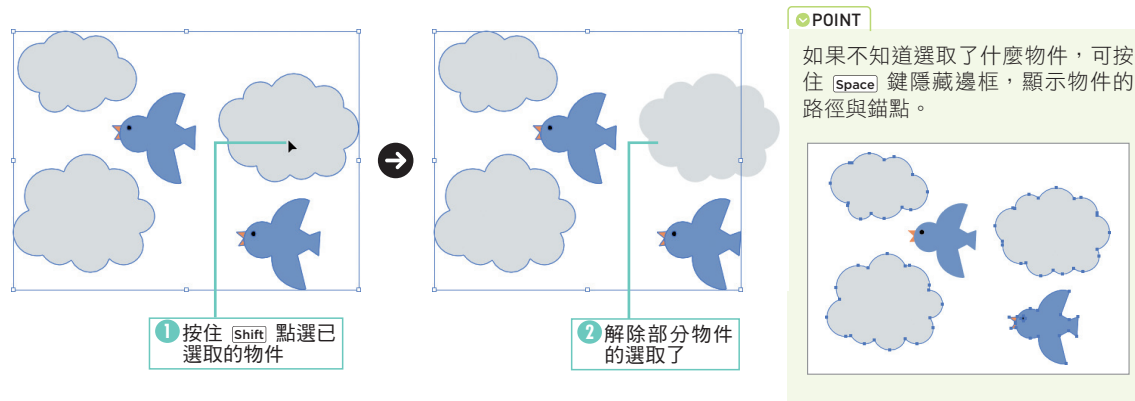 POINT
如果不知道選取了什麼物件，可按
住 Space 鍵隱藏邊框，顯示物件的
路徑與錨點。
1 按住 Shift 點選已
選取的物件
2 解除部分物件
的選取了